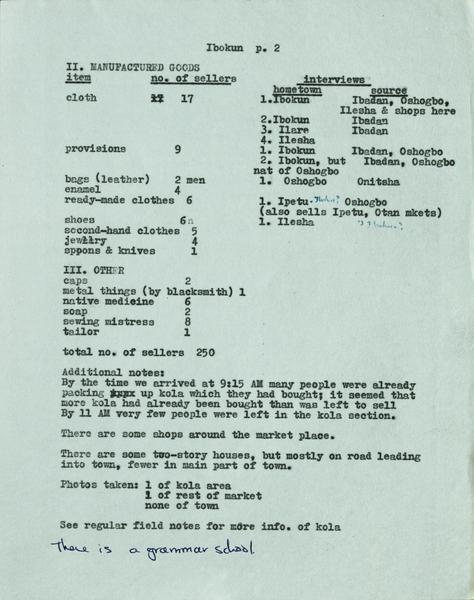 Ibokun p. 2
II. MANUFACTURED GOODS
item no. of sellers interviews
hometown source
cloth 17 1.Ibokun Ibadan, Oshogbo,
Ilesha & shops here
2.Ibokun Ibadan
3. Ilare Ibadan
4. Ilesha
provisions 9 1. Ibokun Ibadan, Oshogbo
2. Ibokun, but Ibadan, Oshogbo
nat of Oshogbo
bags (leather) 2 men 1. Oshogbo Onitsha
enamel 4
ready-made clothes 6 1. Ipetu Oshogbo
(also sells Ipetu, Otan mkets)
shoes 6 1. Ilesha
second-hand clothes 5
jewllry 4
sppons & knives 1
III. OTHER
caps 2
metal things (by blacksmith) 1
native medicine 6
soap 2
sewing mistress 8
tailor 1
total no. of sellers 250
Additional notes:
By the time we arrived at 9:15 AM many people were already
packing up kola which they had bought; it seemed that
more kola had already been bought than was left to sell
By 11 AM very few people were left in the kola section.
There are some shops around the market place.
There are some two-story houses, but mostly on road leading
into town, fewer in main part of town.
Photos taken: 1 of kola area
1 of rest of market
none of town
See regular field notes for more info. of kola
There is a grammar school